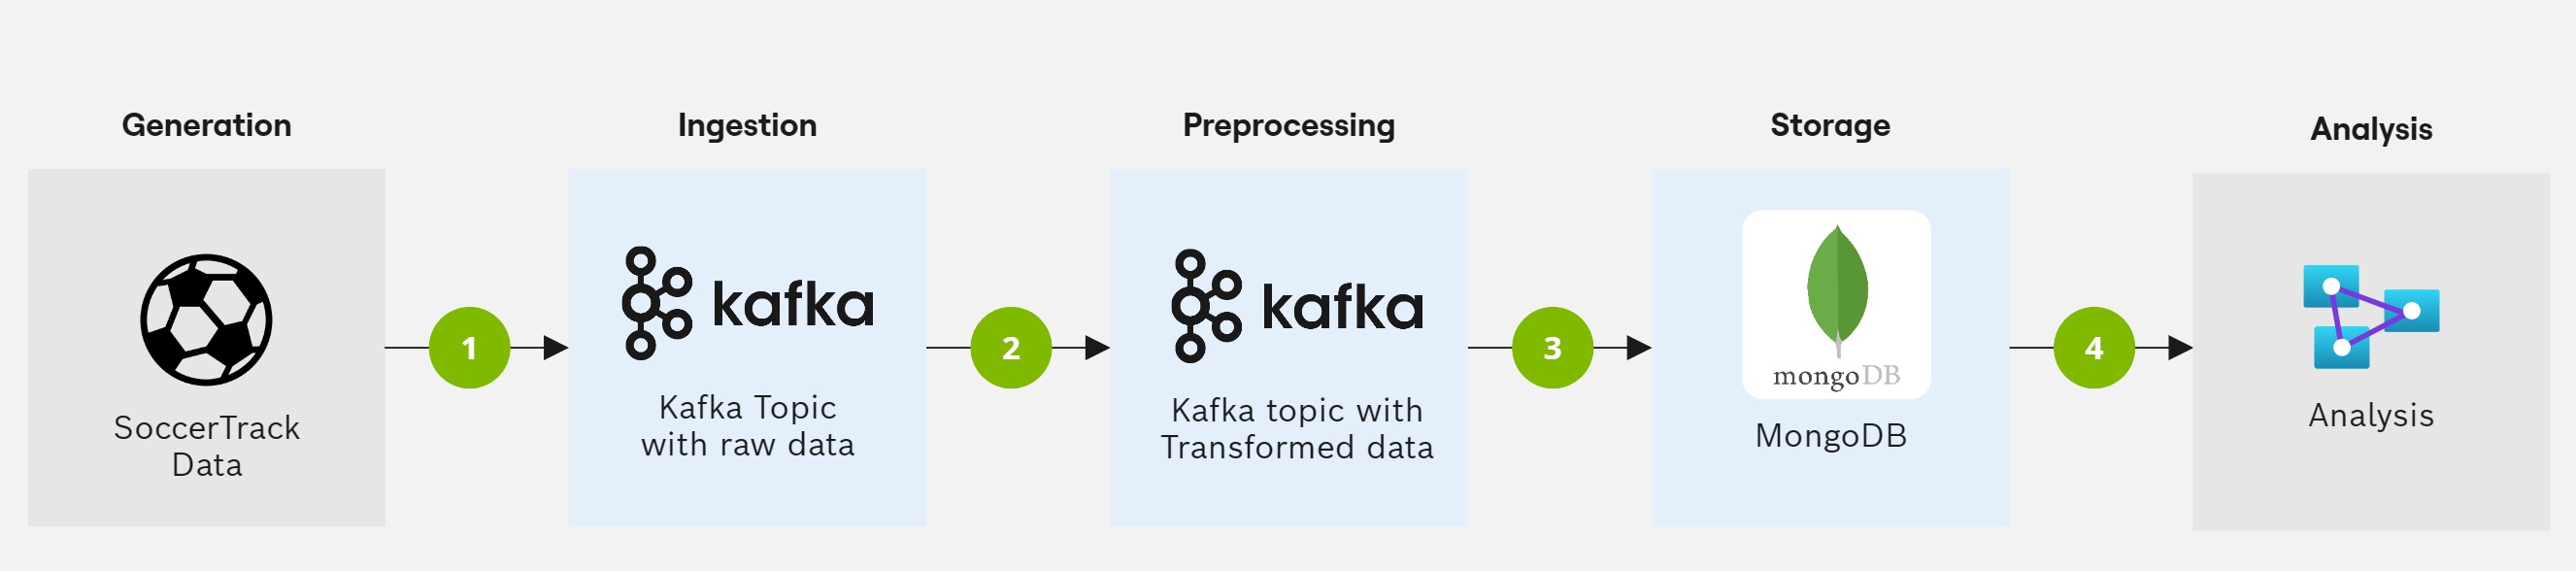 Generation
Ingestion
Preprocessing
Storage
Analysis
SoccerTrack
Data
1
kafka
Kafka Topic
with raw data
2
kafka
Kafka topic with
Transformed data
3
mongoDB
MongoDB
4
Analysis